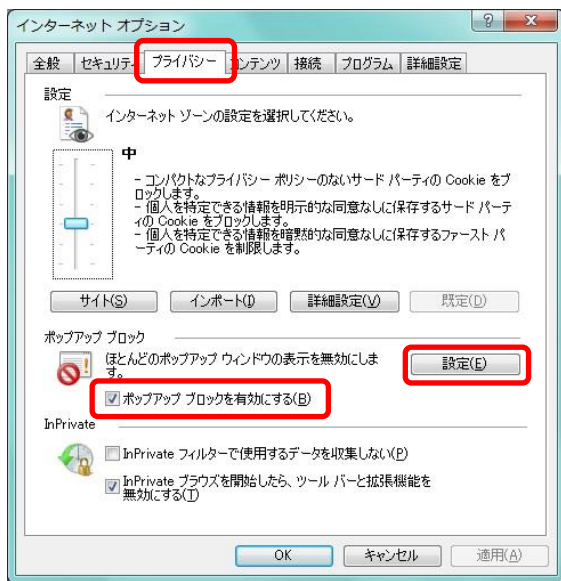 インターネット オプション
全般 セキュリティ プライバシー コンテンツ 接続 プログラム 詳細設定
設定
インターネット ゾーンの設定を選択してください。
中
- コンパクトなプライバシー ポリシーのないサード パーティの Cookie をブ
ロックします。
- 個人を特定できる情報を明示的な同意なしに保存するサード パーテ
ィの Cookie をブロックします。
- 個人を特定できる情報を暗黙的な同意なしに保存するファースト パ
ーティの Cookie を制限します。
サイト(S) インポート(I) 詳細設定(V) 既定(D)
ポップアップ ブロック
ほとんどのポップアップ ウィンドウの表示を無効にしま
す。
設定(E)
ポップアップ ブロックを有効にする(B)
InPrivate
InPrivate フィルターで使用するデータを収集しない(P)
InPrivate ブラウズを開始したら、ツール バーと拡張機能を
無効にする(T)
OK キャンセル 適用(A)